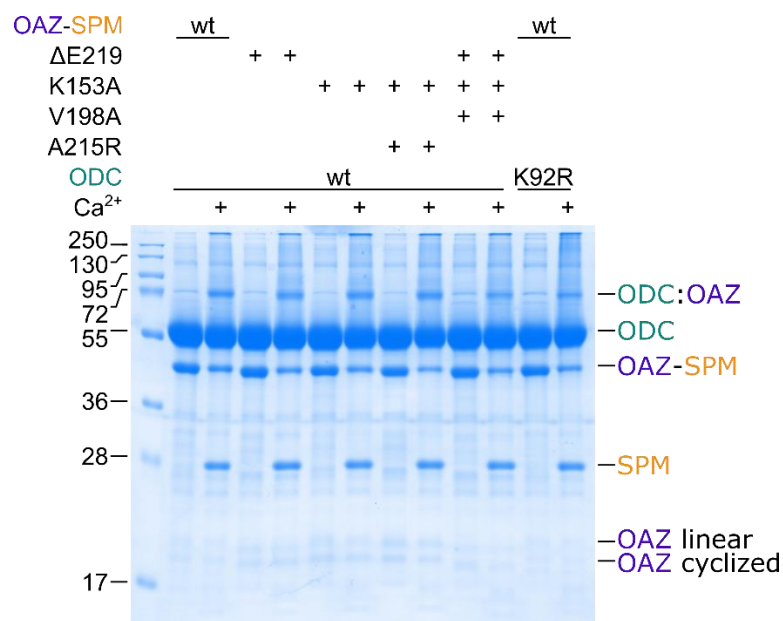 OAZ-SPM wt wt
ΔE219 + + + +
K153A + + + + + +
V198A + +
A215R + +
ODC wt K92R
Ca²⁺ + + + + + +
250
130
95
72
55
36
28
17
ODC:OAZ
ODC
OAZ-SPM
SPM
OAZ linear
OAZ cyclized